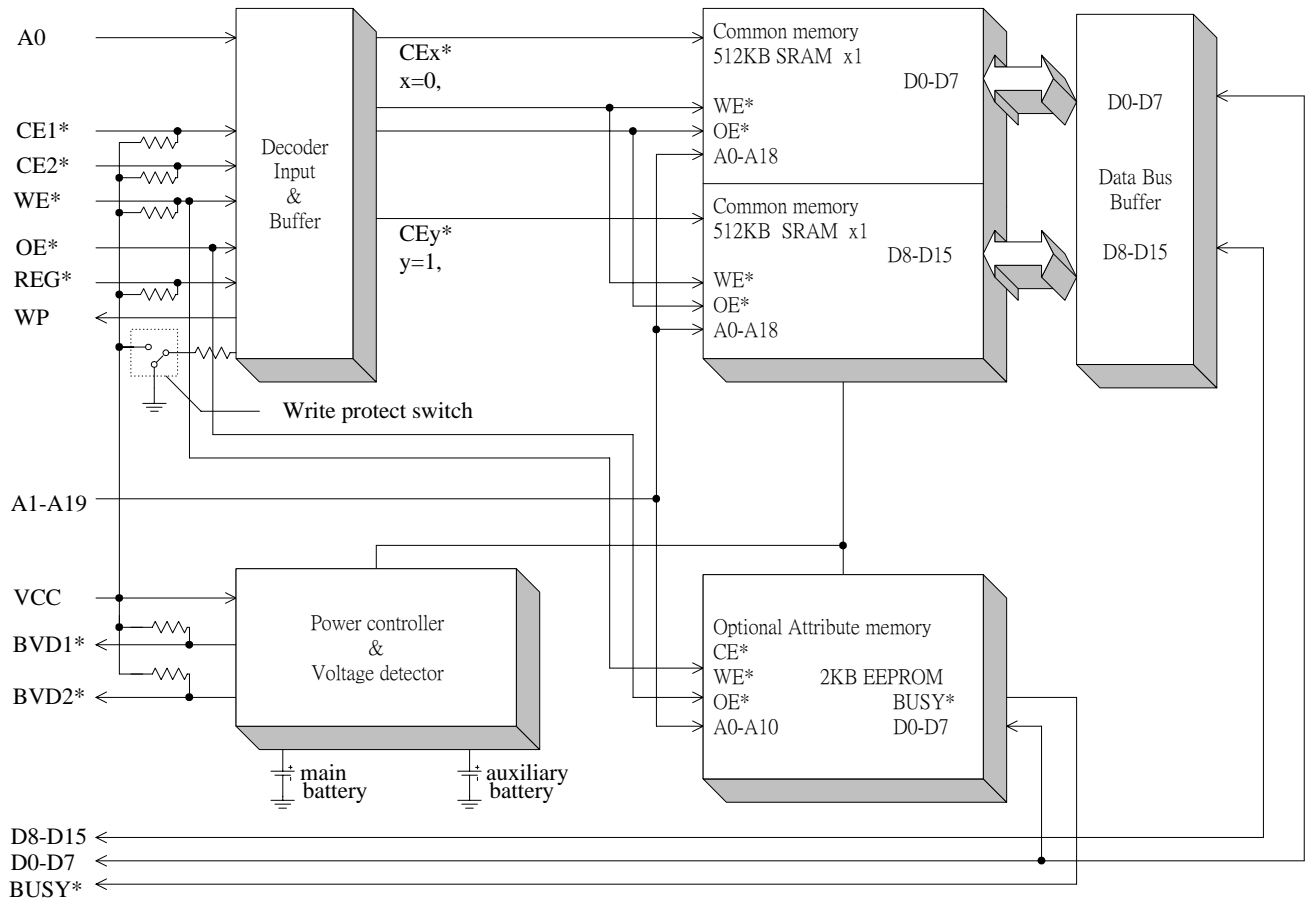 A0
CE1*
CE2*
WE*
OE*
REG*
WP
Decoder
Input
&
Buffer
CEx*
x=0,
CEy*
y=1,
Common memory
512KB SRAM x1
D0-D7
WE*
OE*
A0-A18
Common memory
512KB SRAM x1
D8-D15
WE*
OE*
A0-A18
D0-D7
Data Bus
Buffer
D8-D15
Write protect switch
A1-A19
VCC
BVD1*
BVD2*
Power controller
&
Voltage detector
+ main
battery
+ auxiliary
battery
Optional Attribute memory
CE*
WE* 2KB EEPROM
OE* BUSY*
A0-A10 D0-D7
D8-D15
D0-D7
BUSY*